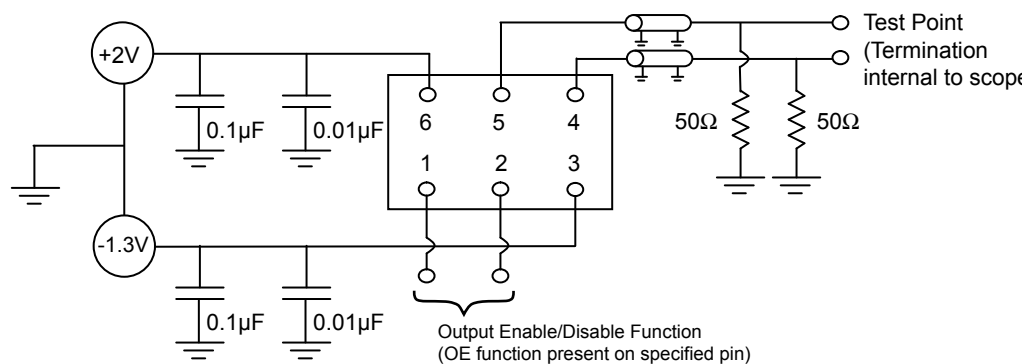 +2V
Test Point
(Termination
internal to scope
0.1µF
0.01µF
6 5 4
1 2 3
50Ω
50Ω
-1.3V
0.1µF
0.01µF
Output Enable/Disable Function
(OE function present on specified pin)